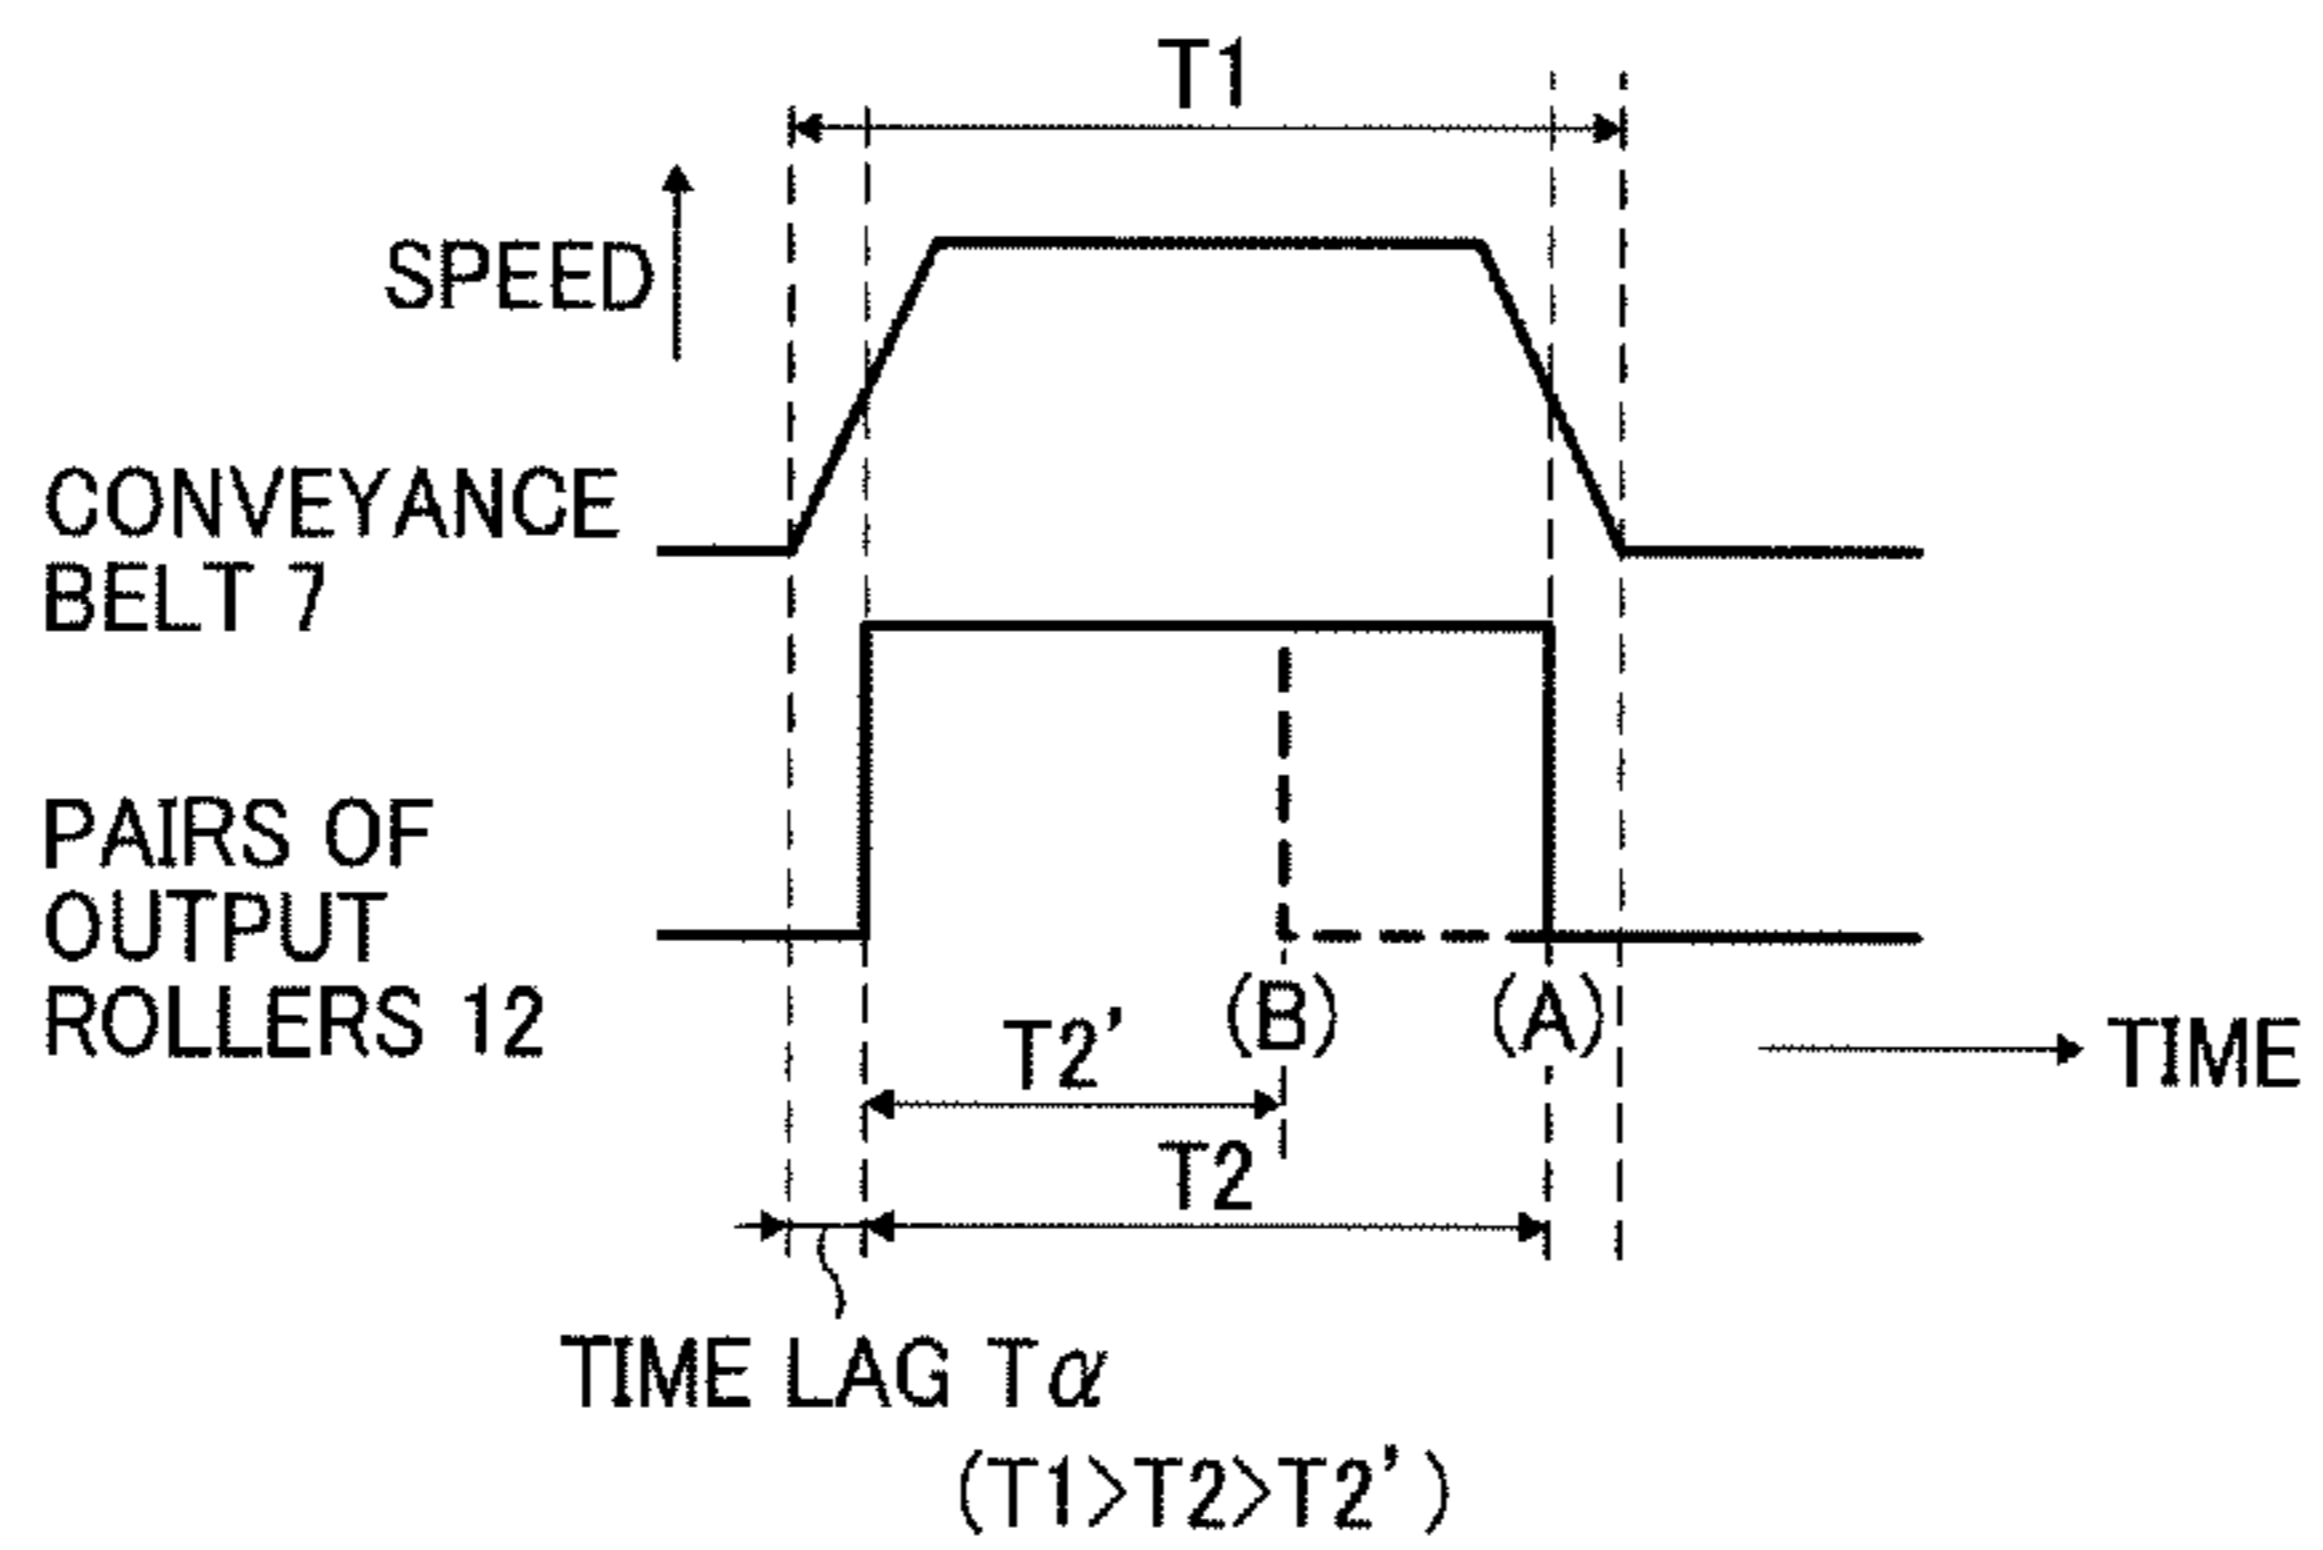 T1
SPEED
CONVEYANCE
BELT 7
PAIRS OF
OUTPUT
ROLLERS 12
(B)
(A)
T2'
TIME
T2
TIME LAG Tα
(T1>T2>T2')